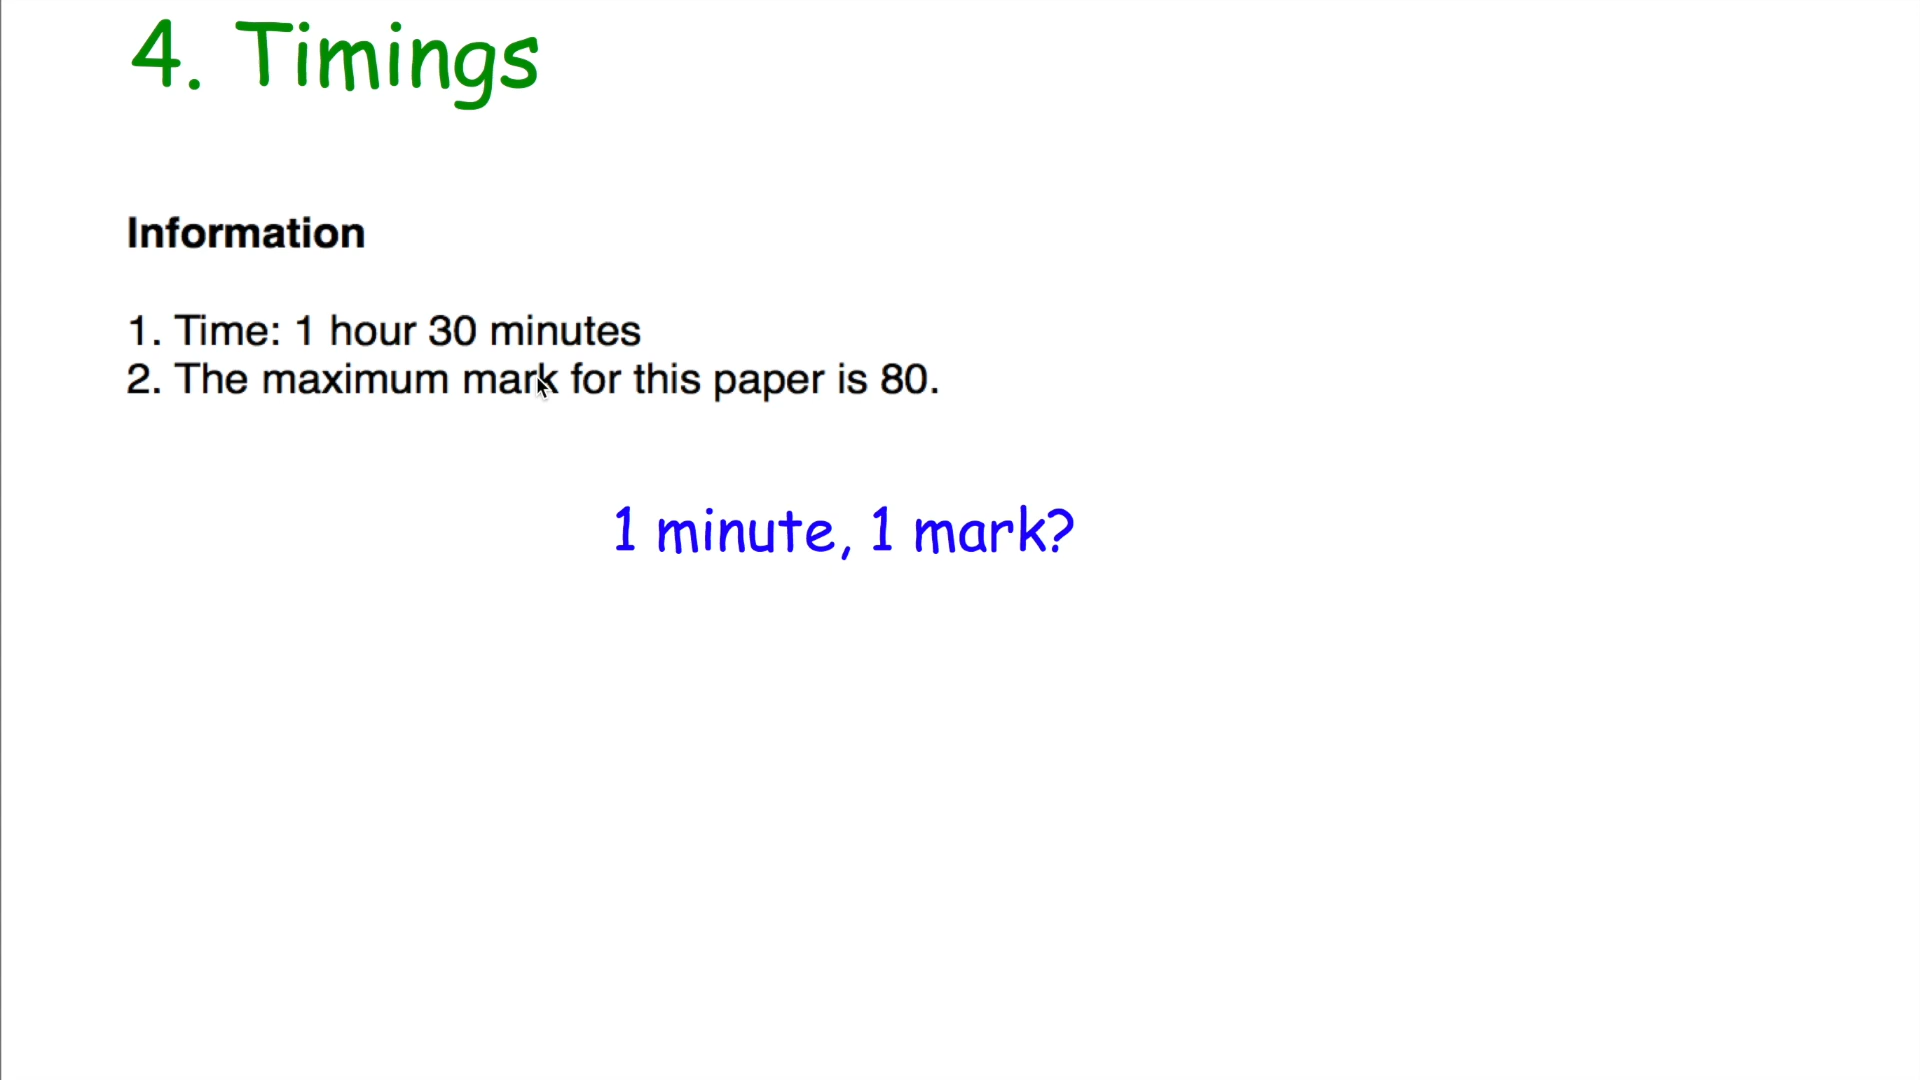 4. Timings
Information
1. Time: 1 hour 30 minutes
2. The maximum mark for this paper is 80.
1 minute, 1 mark?